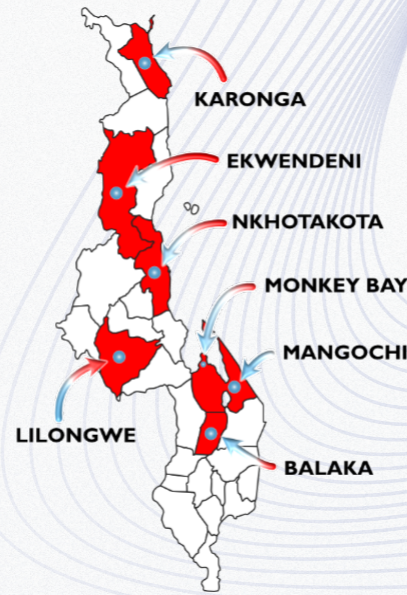 KARONGA
EKWENDENI
NKHOTAKOTA
MONKEY BAY
MANGOCHI
LILONGWE
BALAKA